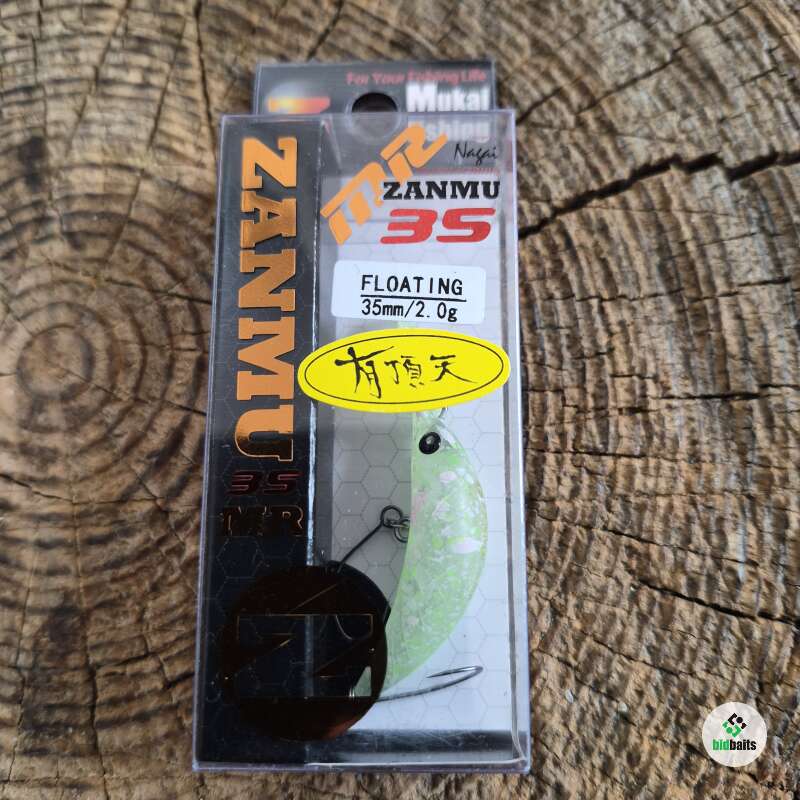 For Your Fishing Life
Mukai
Fishing
Nagai
MR
ZANMU
35
FLOATING
35mm/2.0g
有頂天
ZANMU
35
MR
bidbaits